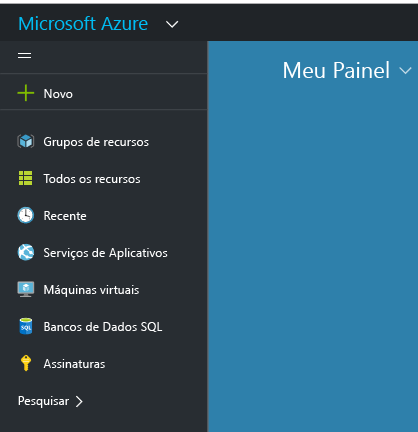 Microsoft Azure
Meu Painel
Novo
Grupos de recursos
Todos os recursos
Recente
Serviços de Aplicativos
Máquinas virtuais
SQL
Bancos de Dados SQL
Assinaturas
Pesquisar